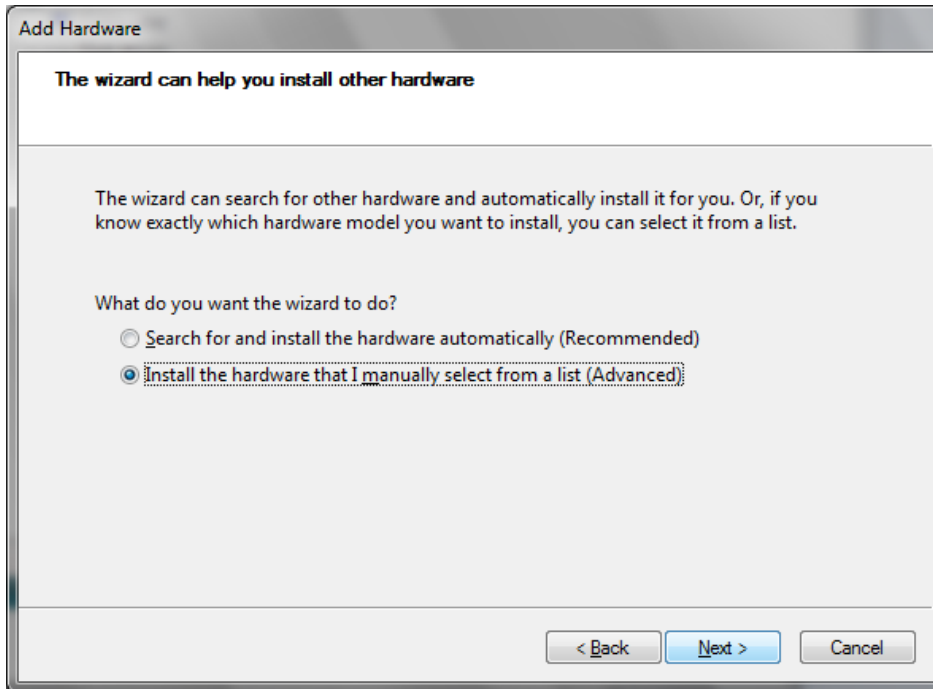 Add Hardware
The wizard can help you install other hardware
The wizard can search for other hardware and automatically install it for you. Or, if you
know exactly which hardware model you want to install, you can select it from a list.
What do you want the wizard to do?
Search for and install the hardware automatically (Recommended)
Install the hardware that I manually select from a list (Advanced)
< Back Next > Cancel